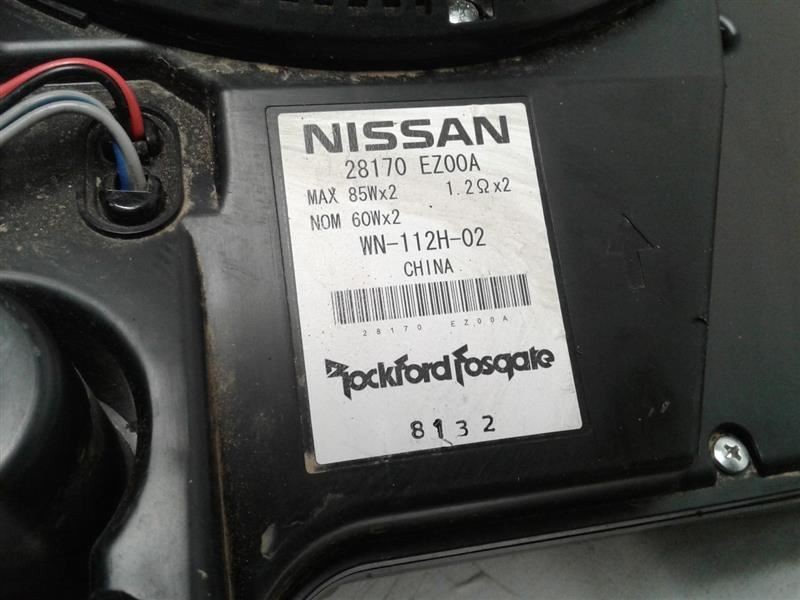 NISSAN
28170 EZ00A
MAX 85Wx2 1.2Ωx2
NOM 60Wx2
WN-112H-02
CHINA
28170 EZ00A
Rockford Fosgate
8132